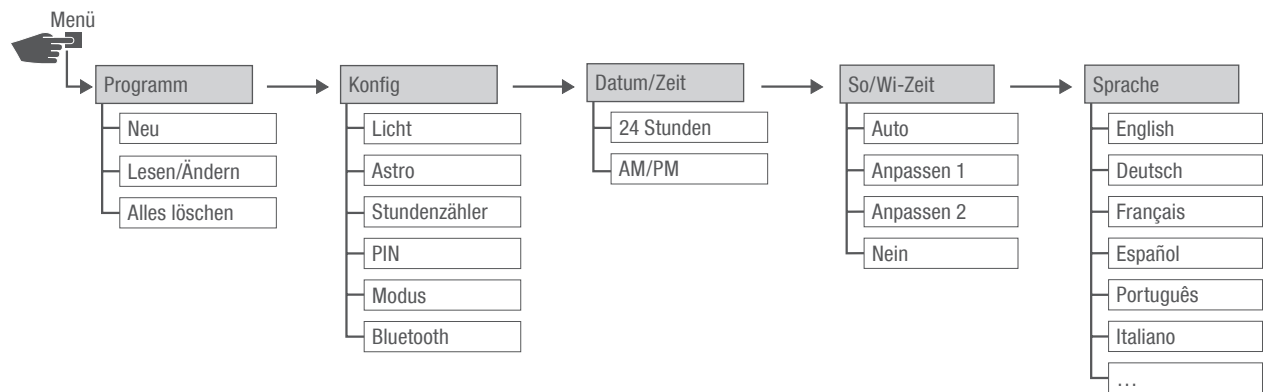 Menü
Programm
Neu
Lesen/Ändern
Alles löschen
Konfig
Licht
Astro
Stundenzähler
PIN
Modus
Bluetooth
Datum/Zeit
24 Stunden
AM/PM
So/Wi-Zeit
Auto
Anpassen 1
Anpassen 2
Nein
Sprache
English
Deutsch
Français
Español
Português
Italiano
…